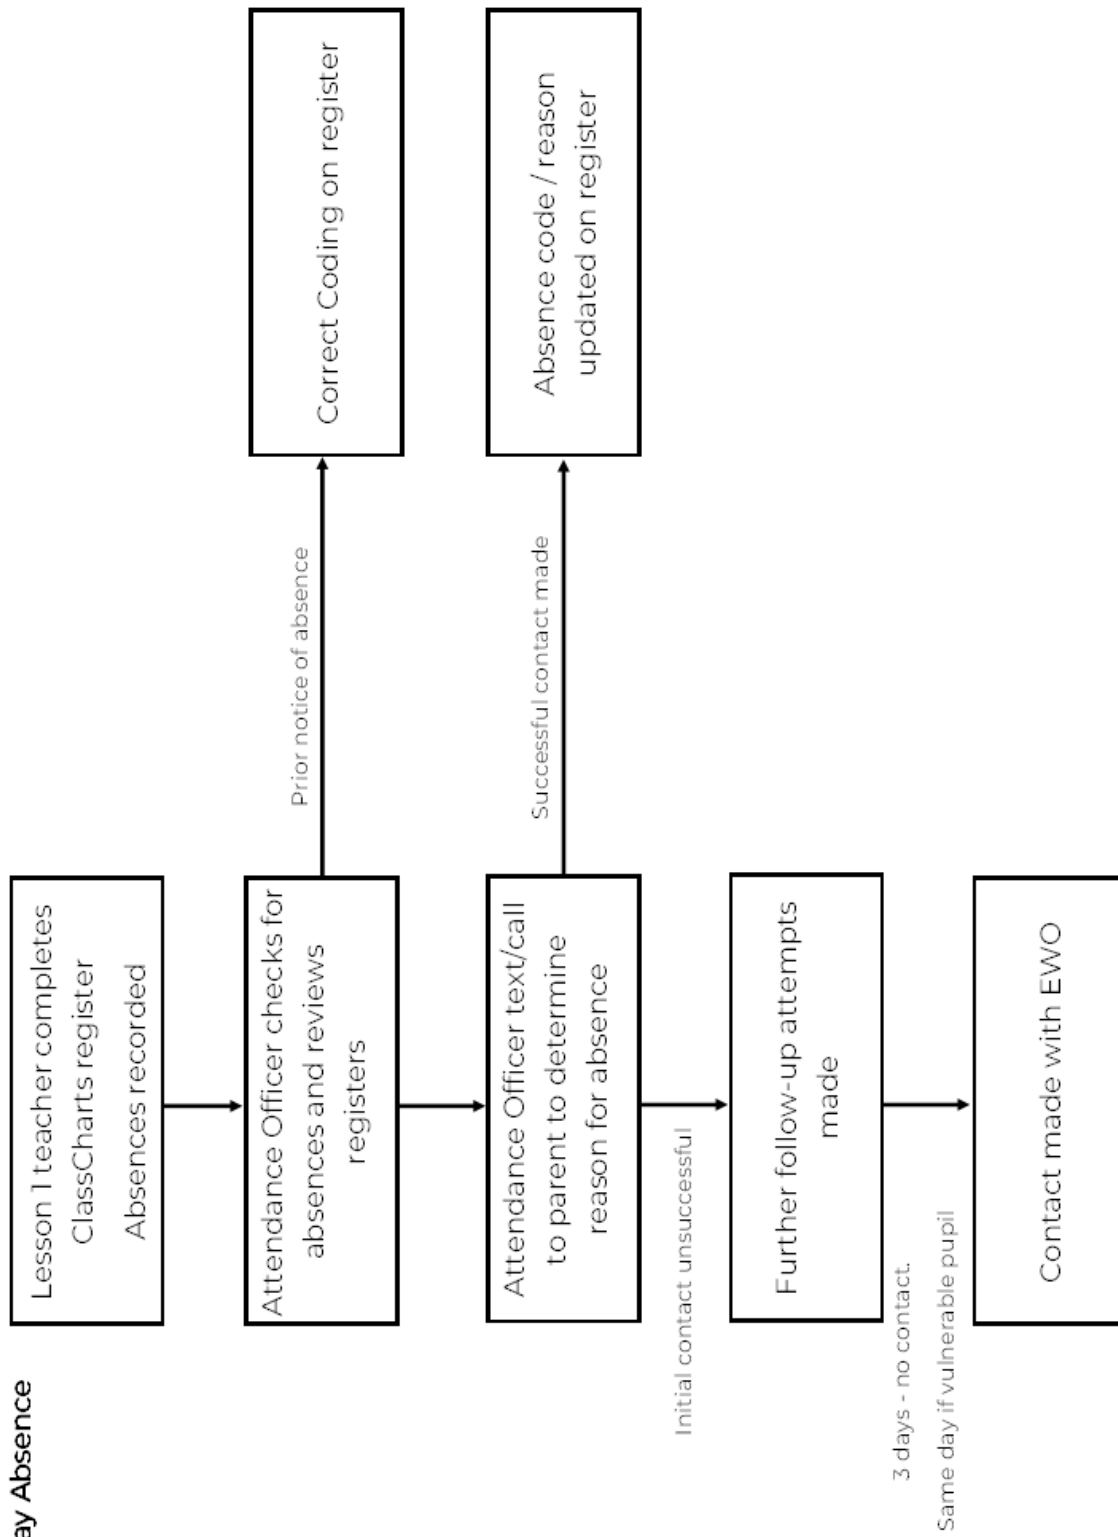 ay Absence
Lesson 1 teacher completes
ClassCharts register
Absences recorded
Attendance Officer checks for
absences and reviews
registers
Prior notice of absence
Correct Coding on register
Attendance Officer text/call
to parent to determine
reason for absence
Successful contact made
Absence code / reason
updated on register
Initial contact unsuccessful
Further follow-up attempts
made
3 days - no contact.
Same day if vulnerable pupil
Contact made with EWO